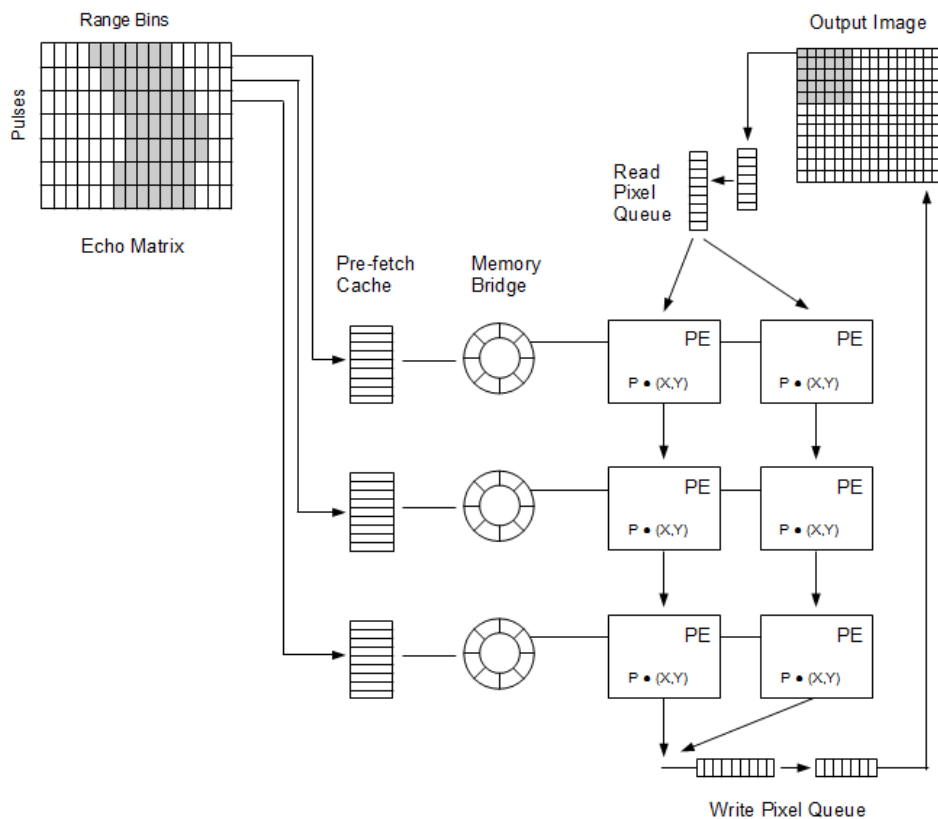 Range Bins
Output Image
Pulses
Read
Pixel
Queue
Echo Matrix
Pre-fetch
Cache
Memory
Bridge
PE
P ● (X,Y)
PE
P ● (X,Y)
PE
P ● (X,Y)
PE
P ● (X,Y)
PE
P ● (X,Y)
PE
P ● (X,Y)
Write Pixel Queue